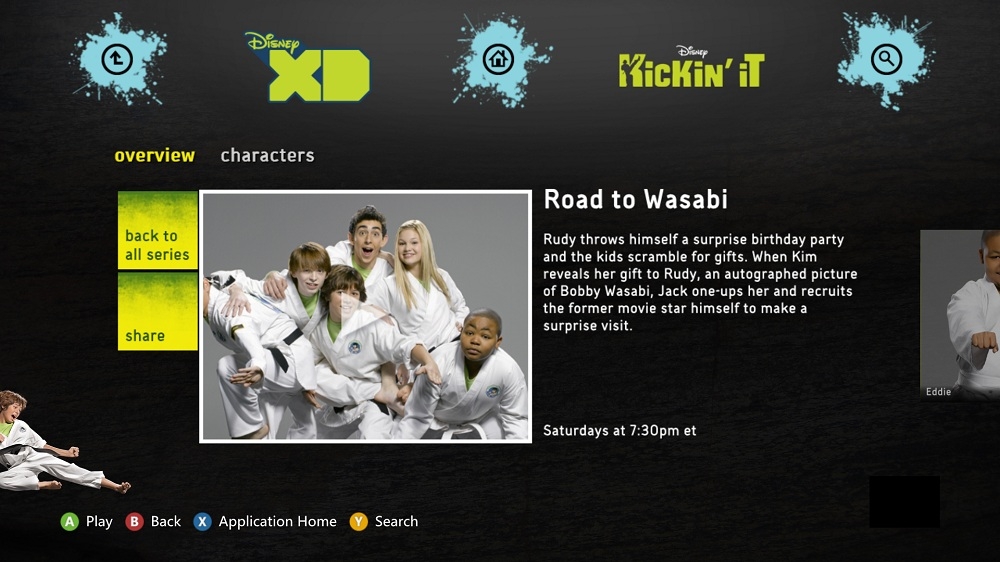 Disney
XD
Disney
Kickin' it
overview
characters
back to
all series
share
Road to Wasabi
Rudy throws himself a surprise birthday party
and the kids scramble for gifts. When Kim
reveals her gift to Rudy, an autographed picture
of Bobby Wasabi, Jack one-ups her and recruits
the former movie star himself to make a
surprise visit.
Saturdays at 7:30pm et
Eddie
A Play B Back X Application Home Y Search